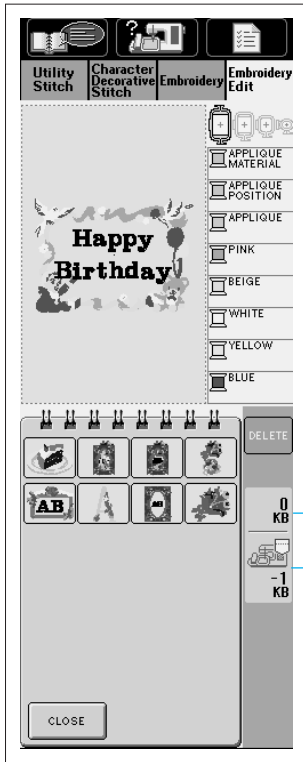 Utility
Stitch
Character
Decorative
Stitch
Embroidery
Embroidery
Edit
APPLIQUE
MATERIAL
APPLIQUE
POSITION
APPLIQUE
PINK
BEIGE
WHITE
YELLOW
BLUE
Happy
Birthday
DELETE
AB
A
0
KB
-1
KB
CLOSE